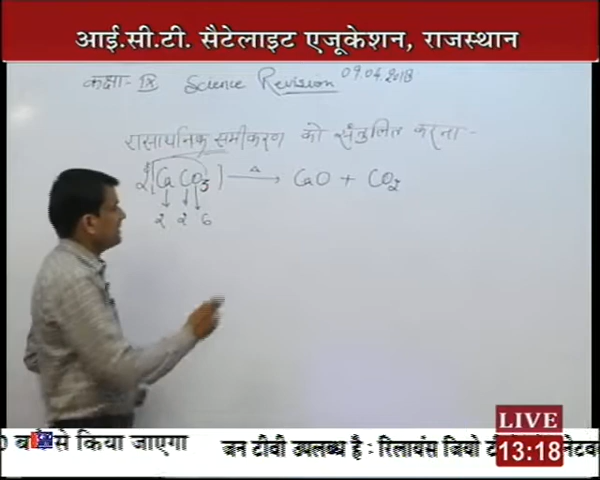 आई.सी.टी. सैटेलाइट एजूकेशन, राजस्थान
कक्षा- IX Science Revision 09.04.2018
रासायनिक समीकरण को संतुलित करना -
2[CaCO₃] —Δ→ CaO + CO₂
2 2 6
से किया जाएगा जन टीवी उपलब्ध है : रिलायंस जियो
LIVE
13:18